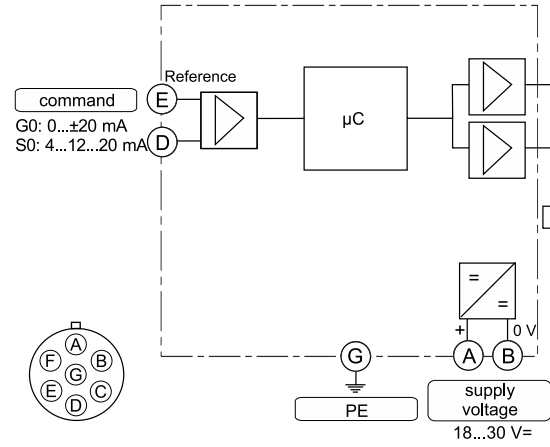 Reference
E
command
G0: 0...±20 mA
S0: 4...12...20 mA
D
µC
=
=
+
0 V
A
B
G
PE
supply
voltage
18...30 V=
A
F
B
G
E
C
D